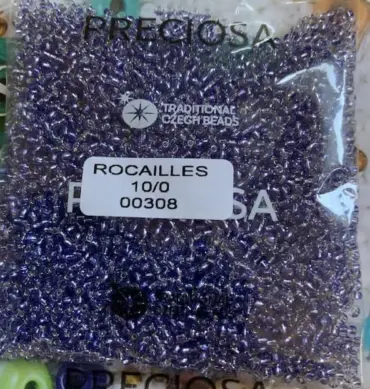 PRECIOSA
TRADITIONAL
CZECH BEADS
ROCAILLES
10/0
00308
PRECIOSA